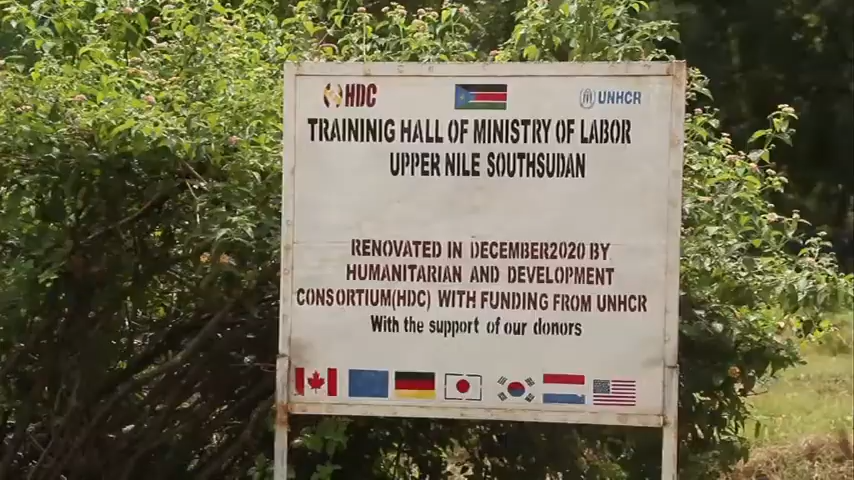 HDC
UNHCR
TRAININIG HALL OF MINISTRY OF LABOR
UPPER NILE SOUTHSUDAN
RENOVATED IN DECEMBER2020 BY
HUMANITARIAN AND DEVELOPMENT
CONSORTIUM(HDC) WITH FUNDING FROM UNHCR
With the support of our donors